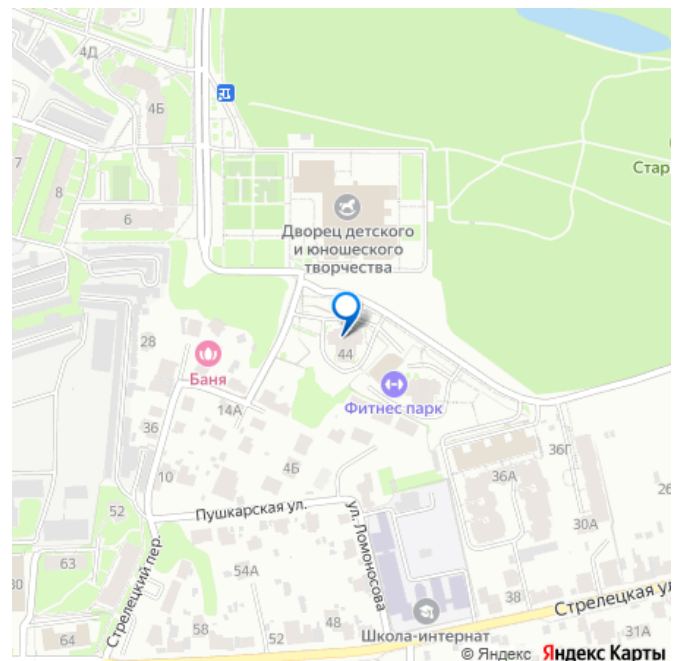 4Д
4Б
7
8
6
Стар
Дворец детского
и юношеского
творчества
28
44
Баня
14А
Фитнес парк
36
10
4Б
36Г
36А
26
52
Пушкарская ул.
ул. Ломоносова
30А
63
30
54А
Стрелецкий пер.
38
Стрелецкая ул
64
58
52
48
Школа-интернат
31А
© Яндекс Яндекс Карты